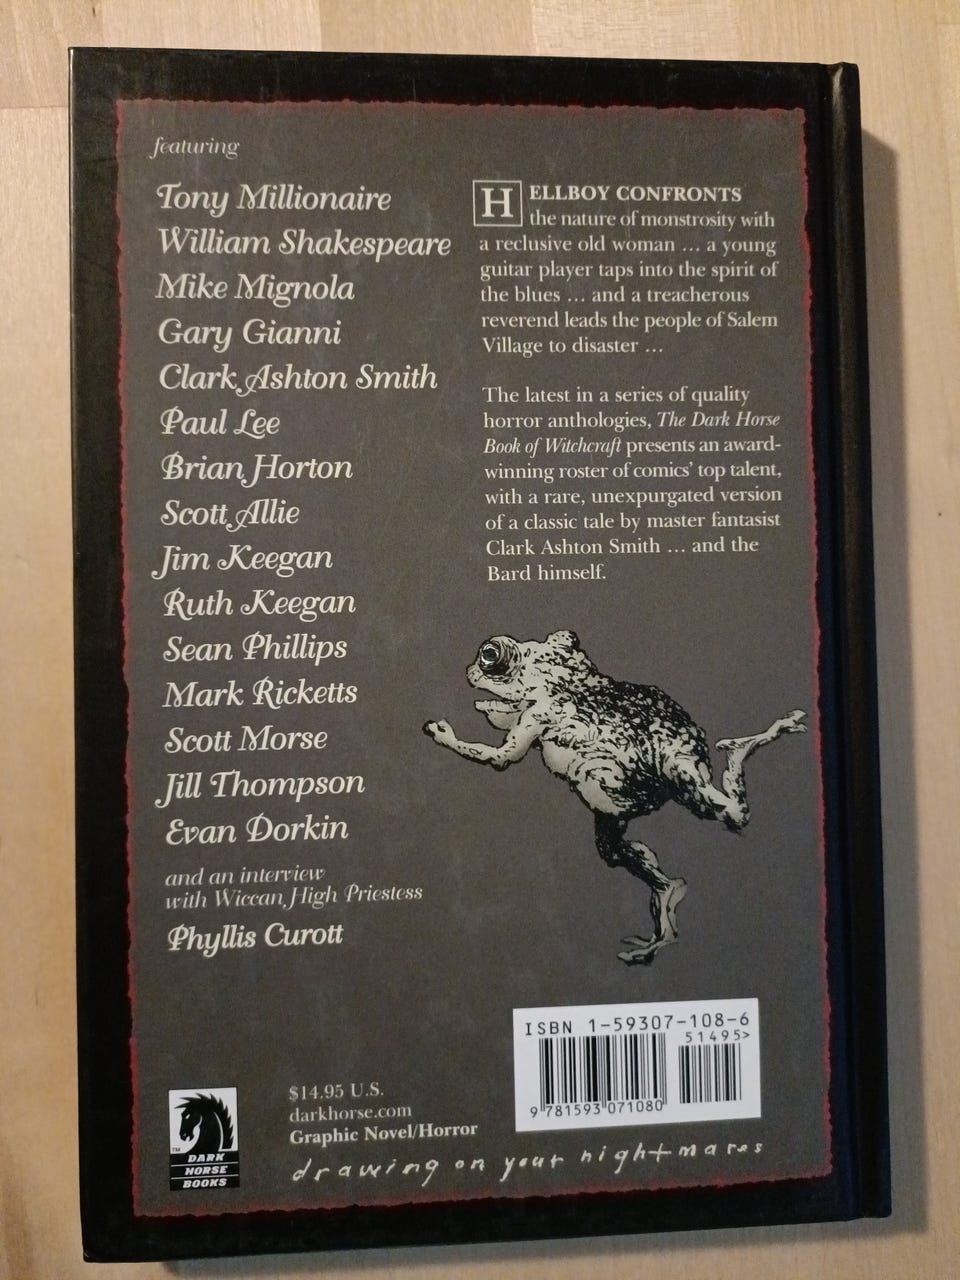 featuring
Tony Millionaire
William Shakespeare
Mike Mignola
Gary Gianni
Clark Ashton Smith
Paul Lee
Brian Horton
Scott Allie
Jim Keegan
Ruth Keegan
Sean Phillips
Mark Ricketts
Scott Morse
Jill Thompson
Evan Dorkin
and an interview
with Wiccan High Priestess
Phyllis Curott
HELLBOY CONFRONTS
the nature of monstrosity with
a reclusive old woman ... a young
guitar player taps into the spirit of
the blues ... and a treacherous
reverend leads the people of Salem
Village to disaster ...
The latest in a series of quality
horror anthologies, The Dark Horse
Book of Witchcraft presents an award-
winning roster of comics' top talent,
with a rare, unexpurgated version
of a classic tale by master fantasist
Clark Ashton Smith ... and the
Bard himself.
ISBN 1-59307-108-6
51495>
9 781593 071080
TM
DARK
HORSE
BOOKS
$14.95 U.S.
darkhorse.com
Graphic Novel/Horror
drawing on your nightmares